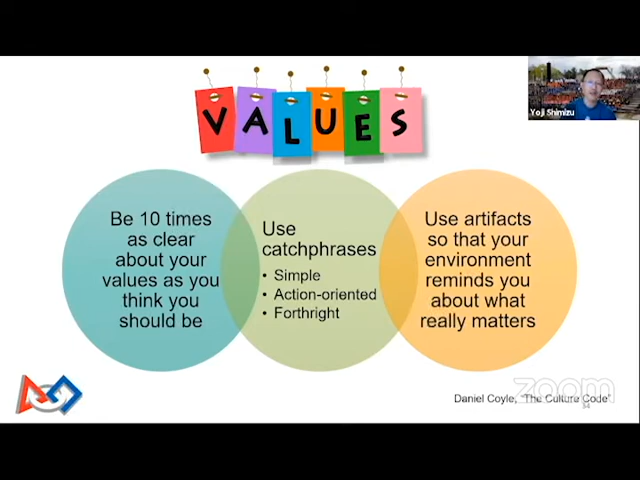 VALUES
Yoji Shimizu
Be 10 times
as clear
about your
values as you
think you
should be
Use
catchphrases
• Simple
• Action-oriented
• Forthright
Use artifacts
so that your
environment
reminds you
about what
really matters
zoom
Daniel Coyle, "The Culture Code"